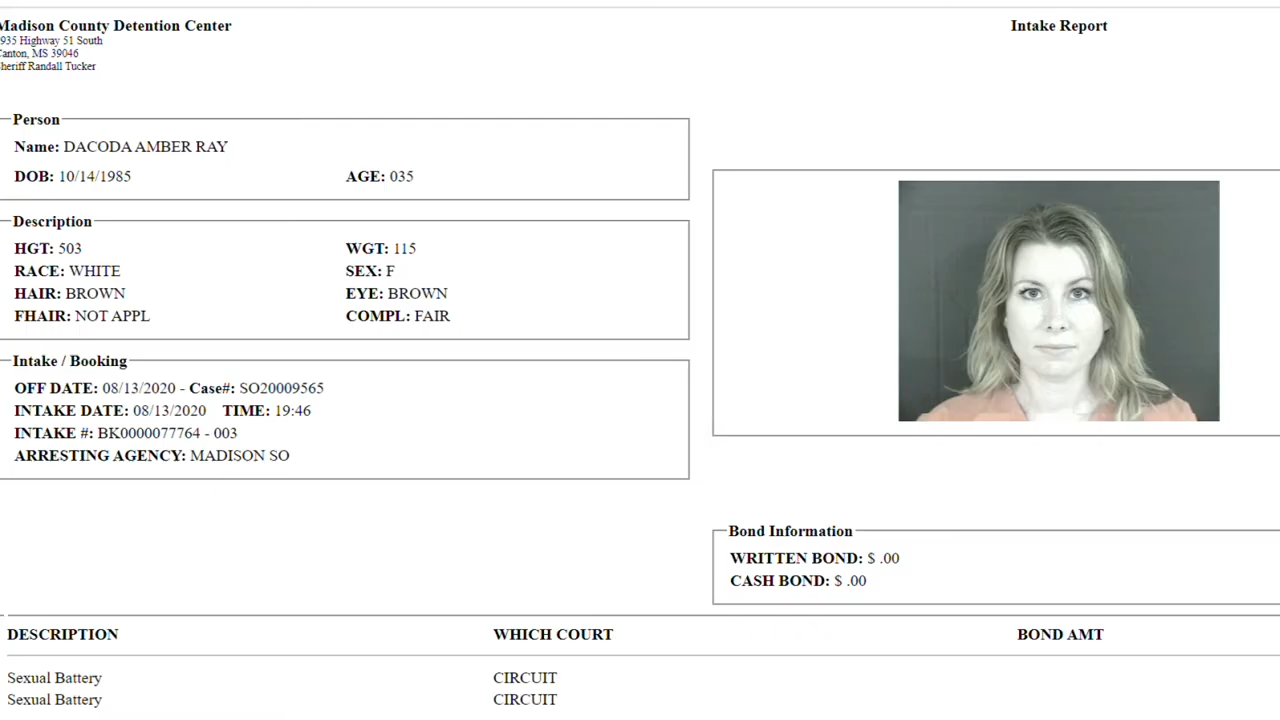 Madison County Detention Center
Intake Report
935 Highway 51 South
Canton, MS 39046
Sheriff Randall Tucker
Person
Name: DACODA AMBER RAY
DOB: 10/14/1985 AGE: 035
Description
HGT: 503 WGT: 115
RACE: WHITE SEX: F
HAIR: BROWN EYE: BROWN
FHAIR: NOT APPL COMPL: FAIR
Intake / Booking
OFF DATE: 08/13/2020 - Case#: SO20009565
INTAKE DATE: 08/13/2020 TIME: 19:46
INTAKE #: BK0000077764 - 003
ARRESTING AGENCY: MADISON SO
Bond Information
WRITTEN BOND: $ .00
CASH BOND: $ .00
DESCRIPTION WHICH COURT BOND AMT
Sexual Battery CIRCUIT
Sexual Battery CIRCUIT